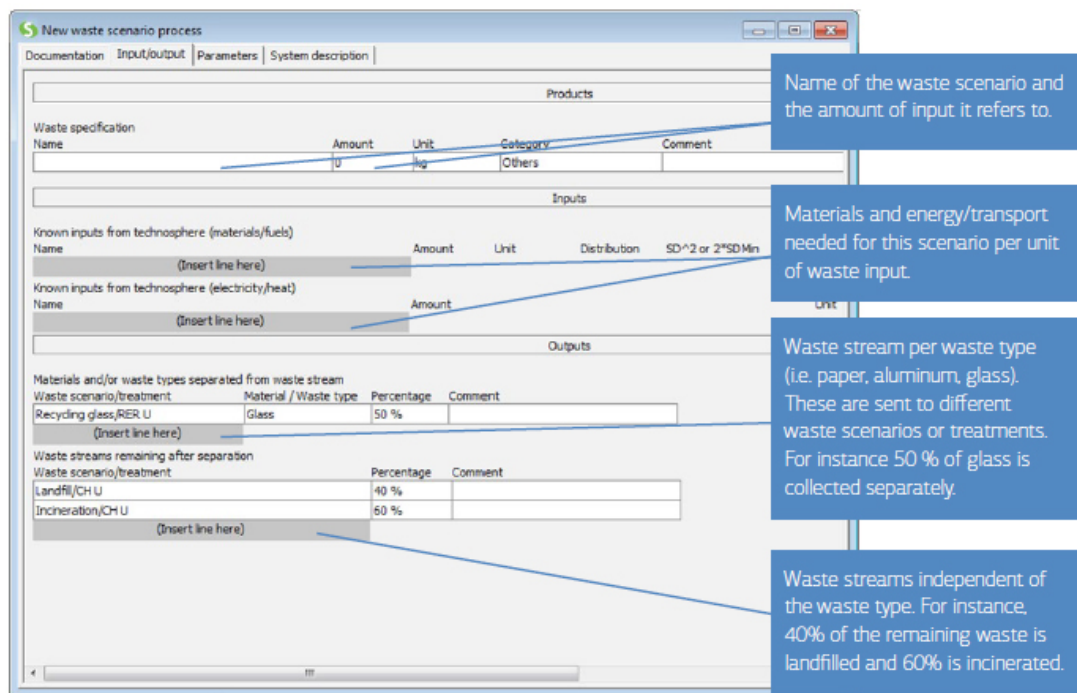 New waste scenario process
Documentation Input/output Parameters System description
Products
Waste specification
Name Amount Unit Category Comment
0 kg Others
Inputs
Known inputs from technosphere (materials/fuels)
Name Amount Unit Distribution SD^2 or 2*SDMin
(Insert line here)
Known inputs from technosphere (electricity/heat)
Name Amount Unit
(Insert line here)
Outputs
Materials and/or waste types separated from waste stream
Waste scenario/treatment Material / Waste type Percentage Comment
Recycling glass/RER U Glass 50 %
(Insert line here)
Waste streams remaining after separation
Waste scenario/treatment Percentage Comment
Landfill/CH U 40 %
Incineration/CH U 60 %
(Insert line here)
Name of the waste scenario and
the amount of input it refers to.
Materials and energy/transport
needed for this scenario per unit
of waste input.
Waste stream per waste type
(i.e. paper, aluminum, glass).
These are sent to different
waste scenarios or treatments.
For instance 50 % of glass is
collected separately.
Waste streams independent of
the waste type. For instance,
40% of the remaining waste is
landfilled and 60% is incinerated.